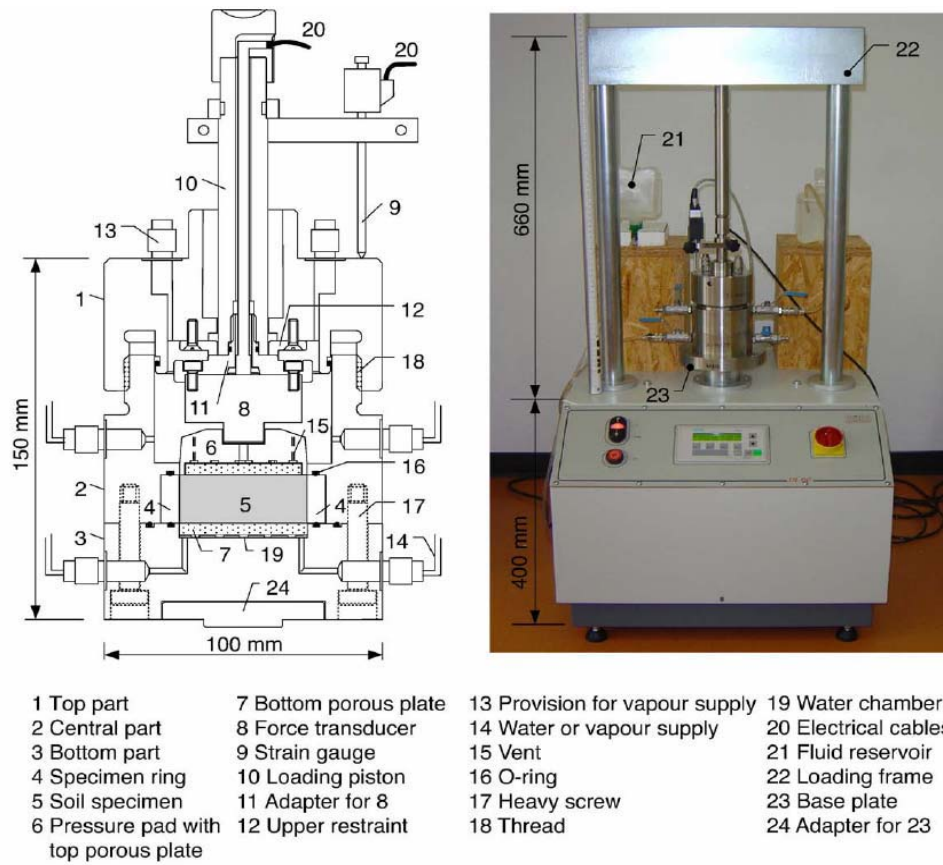 20
20
22
21
10
9
13
660 mm
1
12
18
11
8
15
23
150 mm
6
16
2
4
5
4
17
3
7
19
14
400 mm
24
100 mm
1 Top part
2 Central part
3 Bottom part
4 Specimen ring
5 Soil specimen
6 Pressure pad with
top porous plate
7 Bottom porous plate
8 Force transducer
9 Strain gauge
10 Loading piston
11 Adapter for 8
12 Upper restraint
13 Provision for vapour supply
14 Water or vapour supply
15 Vent
16 O-ring
17 Heavy screw
18 Thread
19 Water chamber
20 Electrical cables
21 Fluid reservoir
22 Loading frame
23 Base plate
24 Adapter for 23